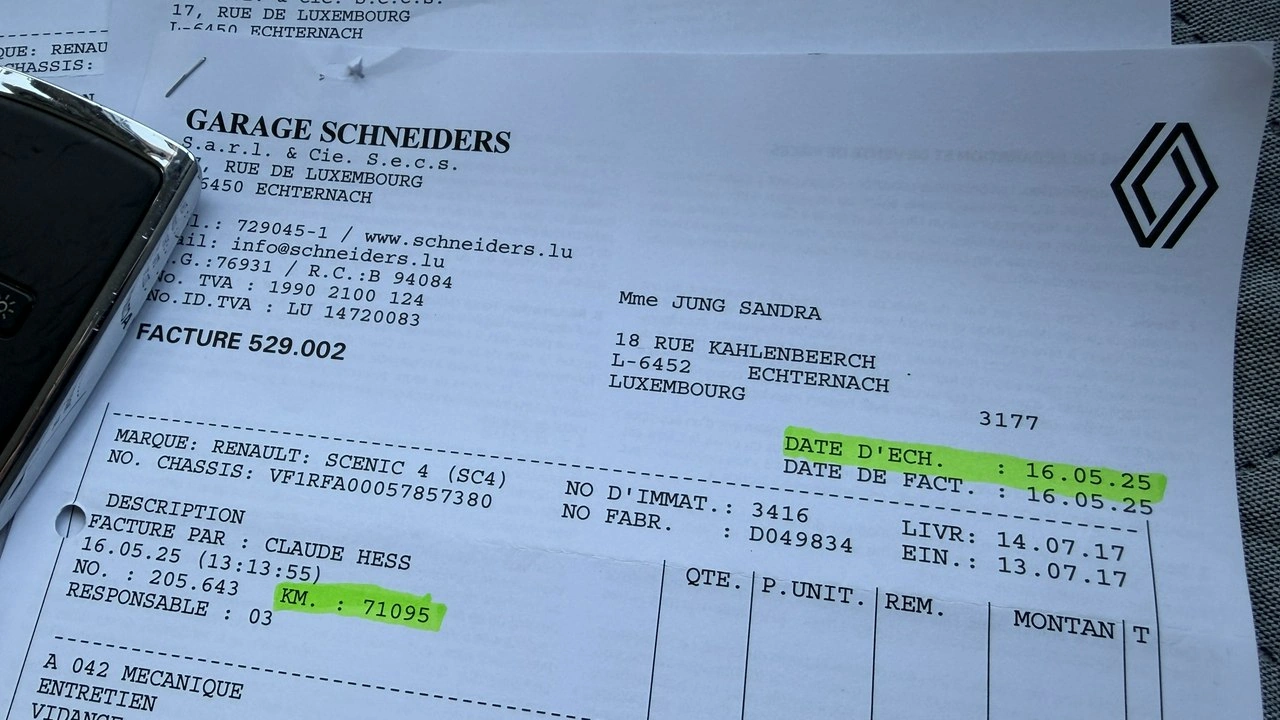 & Cie. S.e.c.s.
17, RUE DE LUXEMBOURG
L-6450 ECHTERNACH
QUE: RENAU
CHASSIS:
GARAGE SCHNEIDERS
S.a.r.l. & Cie. S.e.c.s.
, RUE DE LUXEMBOURG
6450 ECHTERNACH
l.: 729045-1 / www.schneiders.lu
ail: info@schneiders.lu
.G.:76931 / R.C.:B 94084
No. TVA : 1990 2100 124
No.ID.TVA : LU 14720083
FACTURE 529.002
Mme JUNG SANDRA
18 RUE KAHLENBEERCH
L-6452 ECHTERNACH
LUXEMBOURG
3177
DATE D'ECH. : 16.05.25
DATE DE FACT. : 16.05.25
MARQUE: RENAULT: SCENIC 4 (SC4)
NO. CHASSIS: VF1RFA00057857380
NO D'IMMAT.: 3416 LIVR: 14.07.17
NO FABR. : D049834 EIN.: 13.07.17
DESCRIPTION QTE. P.UNIT. REM. MONTAN T
FACTURE PAR : CLAUDE HESS
16.05.25 (13:13:55)
NO. : 205.643 KM. : 71095
RESPONSABLE : 03
A 042 MECANIQUE
ENTRETIEN
VIDANGE